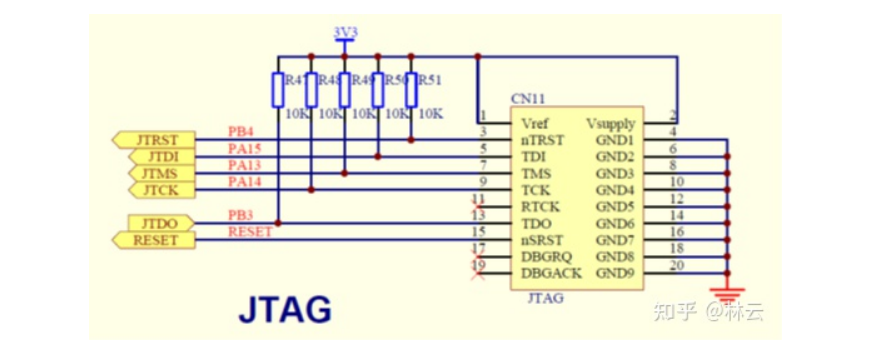 3V3
R47 R48 R49 R50 R51
10K 10K 10K 10K 10K
CN11
1 Vref Vsupply 2
JTRST PB4 3 nTRST GND1 4
JTDI PA15 5 TDI GND2 6
JTMS PA13 7 TMS GND3 8
JTCK PA14 9 TCK GND4 10
11 RTCK GND5 12
JTDO PB3 13 TDO GND6 14
RESET RESET 15 nSRST GND7 16
17 DBGRQ GND8 18
19 DBGACK GND9 20
JTAG
JTAG
知乎 @林云